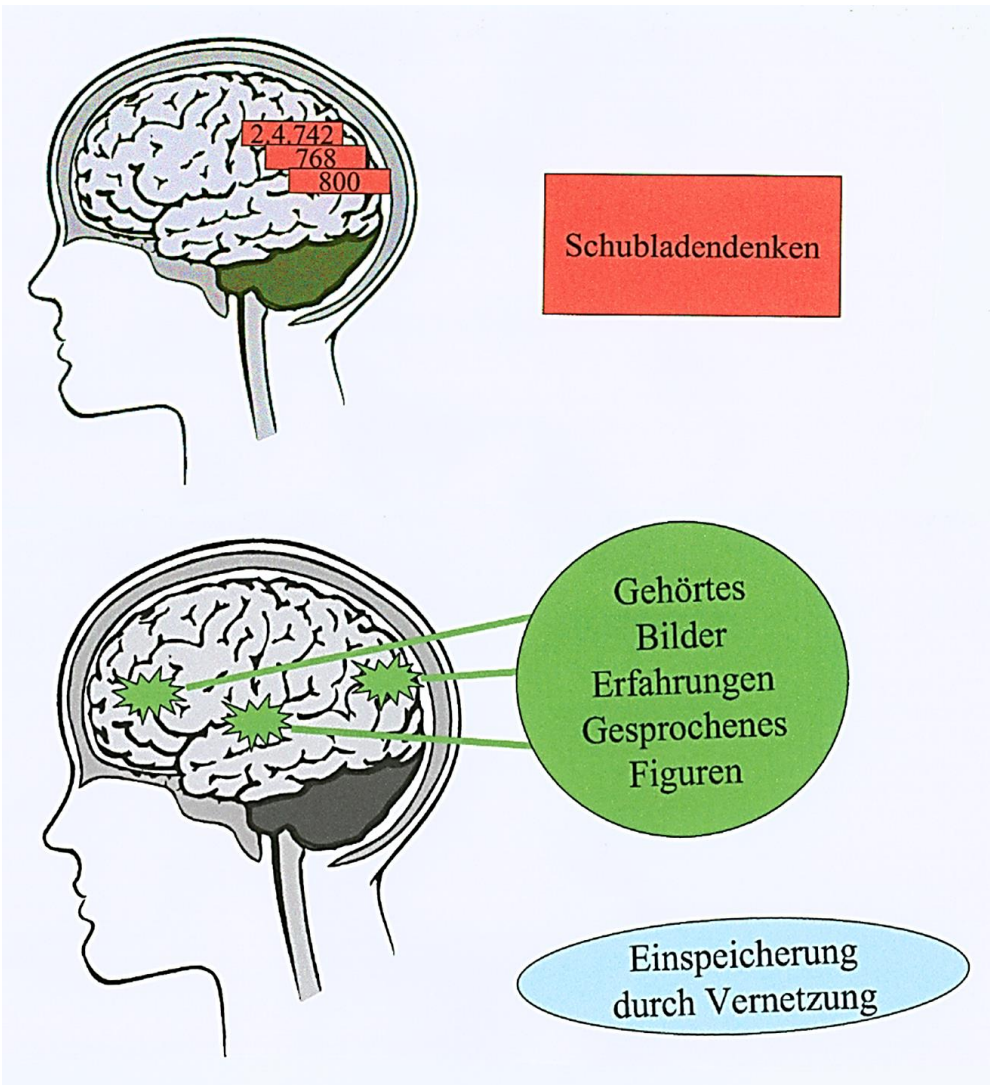 2.4.742
768
800
Schubladendenken
Gehörtes
Bilder
Erfahrungen
Gesprochenes
Figuren
Einspeicherung
durch Vernetzung